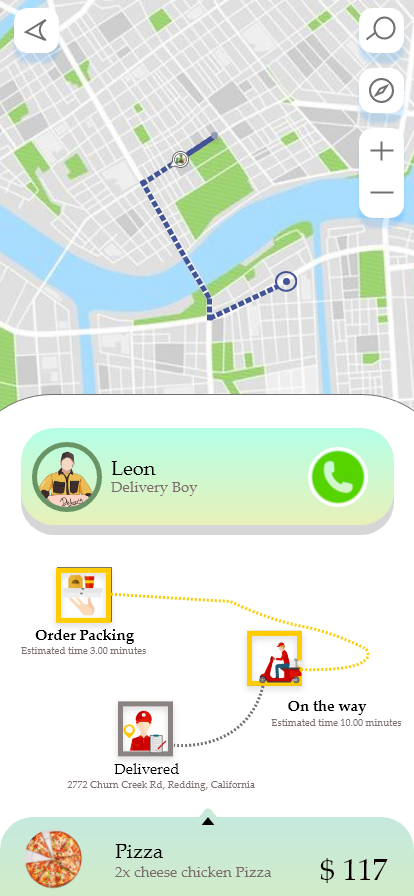 Leon
Delivery Boy
Order Packing
Estimated time 3.00 minutes
On the way
Estimated time 10.00 minutes
Delivered
2772 Churn Creek Rd, Redding, California
Pizza
2x cheese chicken Pizza
$ 117